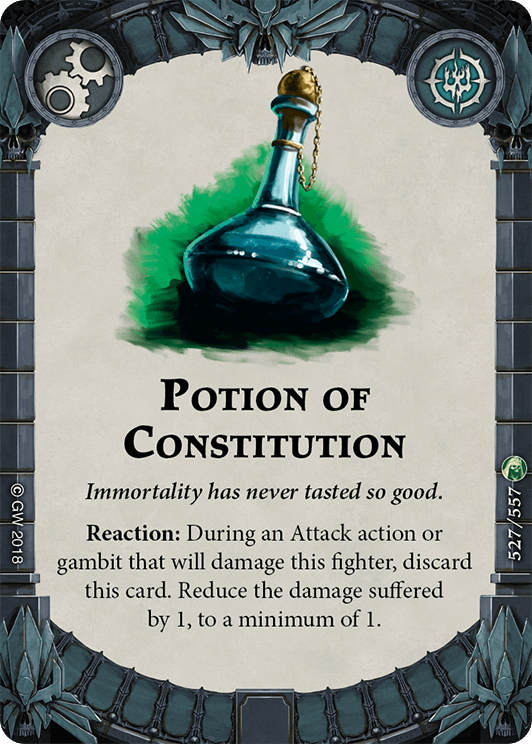 Potion of
Constitution
Immortality has never tasted so good.
Reaction: During an Attack action or
gambit that will damage this fighter, discard
this card. Reduce the damage suffered
by 1, to a minimum of 1.
© GW 2018
527/557